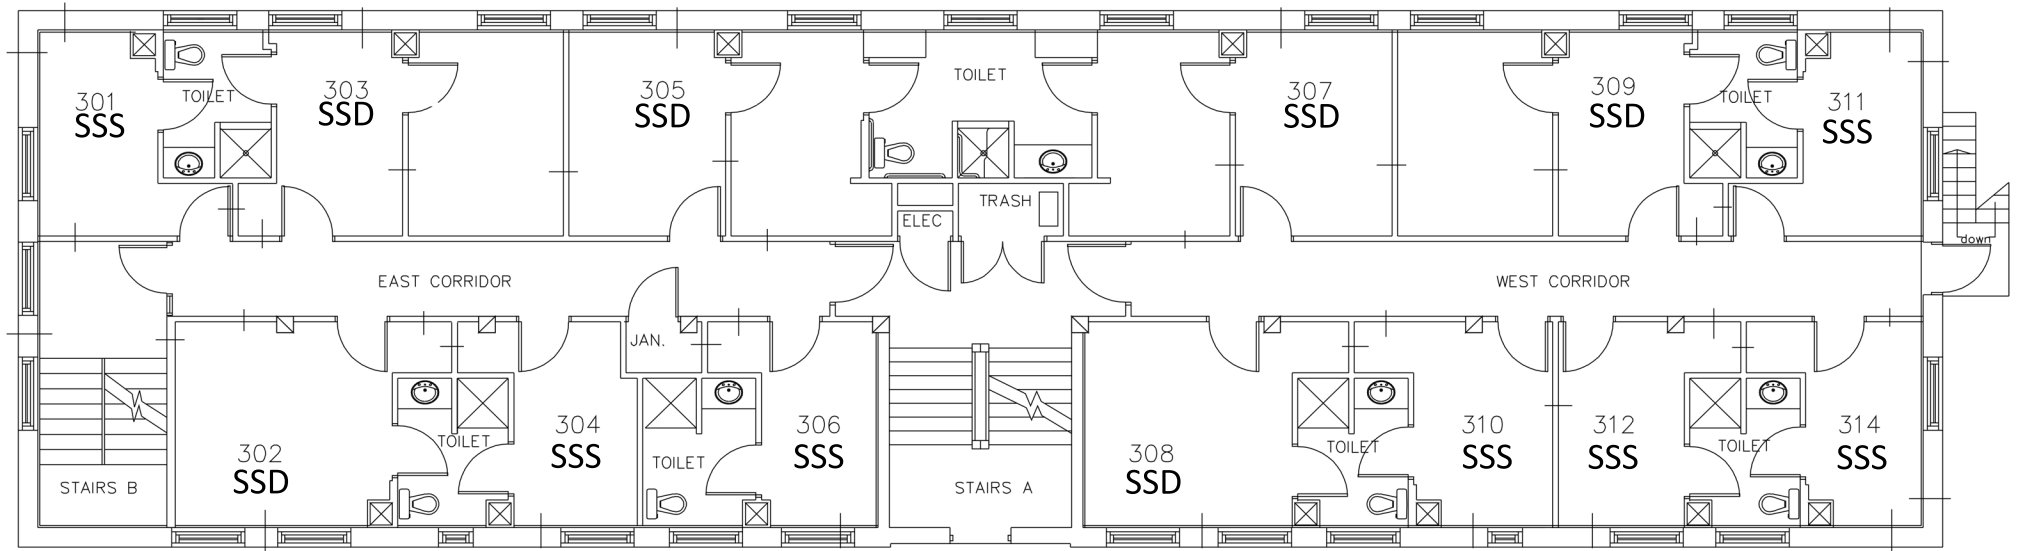 301
SSS
TOILET
303
SSD
305
SSD
TOILET
307
SSD
309
SSD
TOILET
311
SSS
ELEC
TRASH
down
EAST CORRIDOR
WEST CORRIDOR
JAN.
STAIRS B
302
SSD
TOILET
304
SSS
TOILET
306
SSS
STAIRS A
308
SSD
TOILET
310
SSS
312
SSS
TOILET
314
SSS